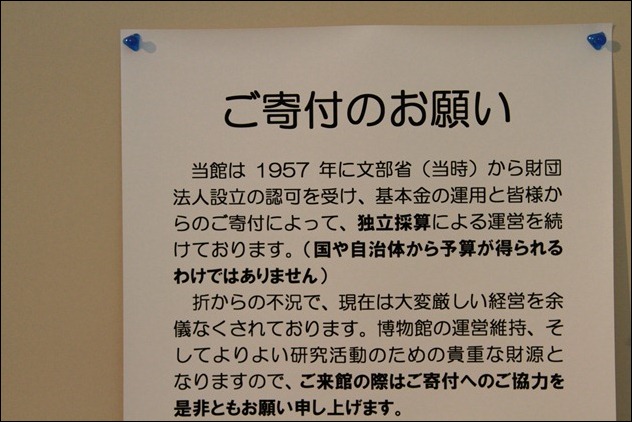 ご寄付のお願い
当館は 1957 年に文部省（当時）から財団
法人設立の認可を受け、基本金の運用と皆様か
らのご寄付によって、独立採算による運営を続
けております。（国や自治体から予算が得られる
わけではありません）
折からの不況で、現在は大変厳しい経営を余
儀なくされております。博物館の運営維持、そ
してよりよい研究活動のための貴重な財源と
なりますので、ご来館の際はご寄付へのご協力を
是非ともお願い申し上げます。